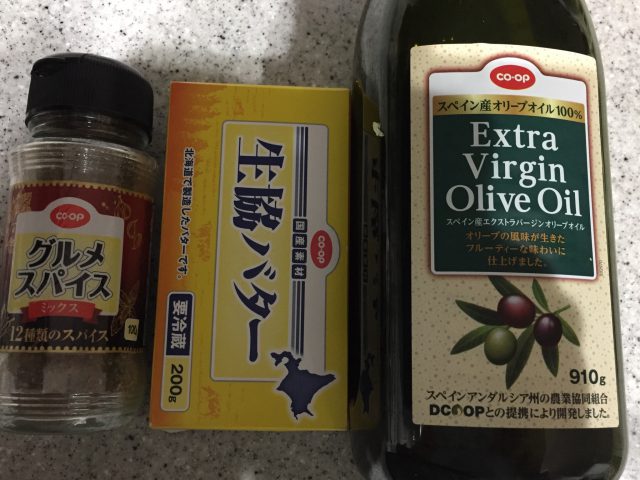 CO·OP
グルメ
スパイス
ミックス
12種類のスパイス
100g
生協バター
北海道で製造したバターです。
国産素材
CO·OP
要冷蔵
200g
CO·OP
スペイン産オリーブオイル100%
Extra
Virgin
Olive Oil
スペイン産エクストラバージンオリーブオイル
オリーブの風味が生きた
フルーティーな味わいに
仕上げました。
910g
スペインアンダルシア州の農業協同組合
DCOOPとの提携により開発しました。